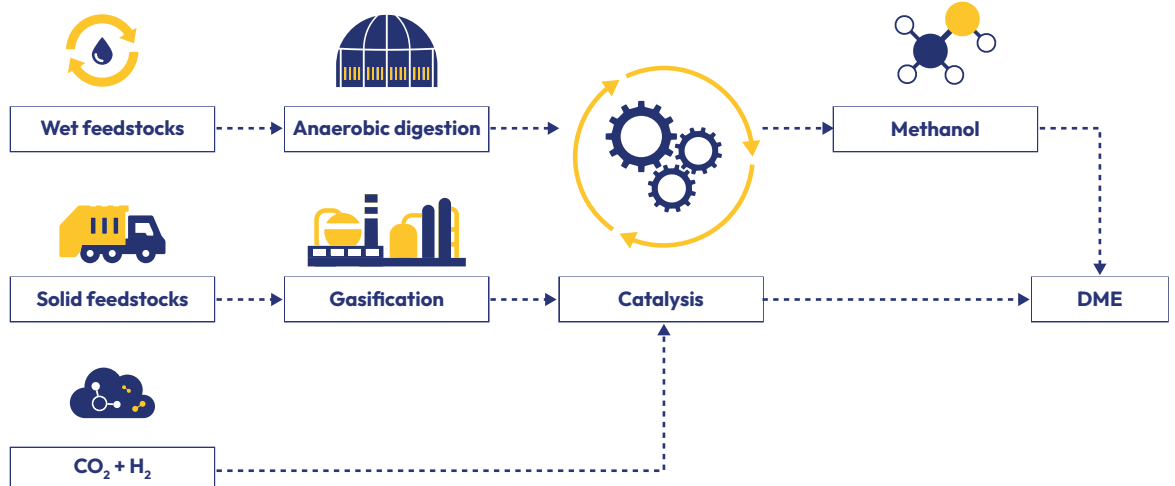 Wet feedstocks
Anaerobic digestion
Methanol
Solid feedstocks
Gasification
Catalysis
DME
CO₂ + H₂